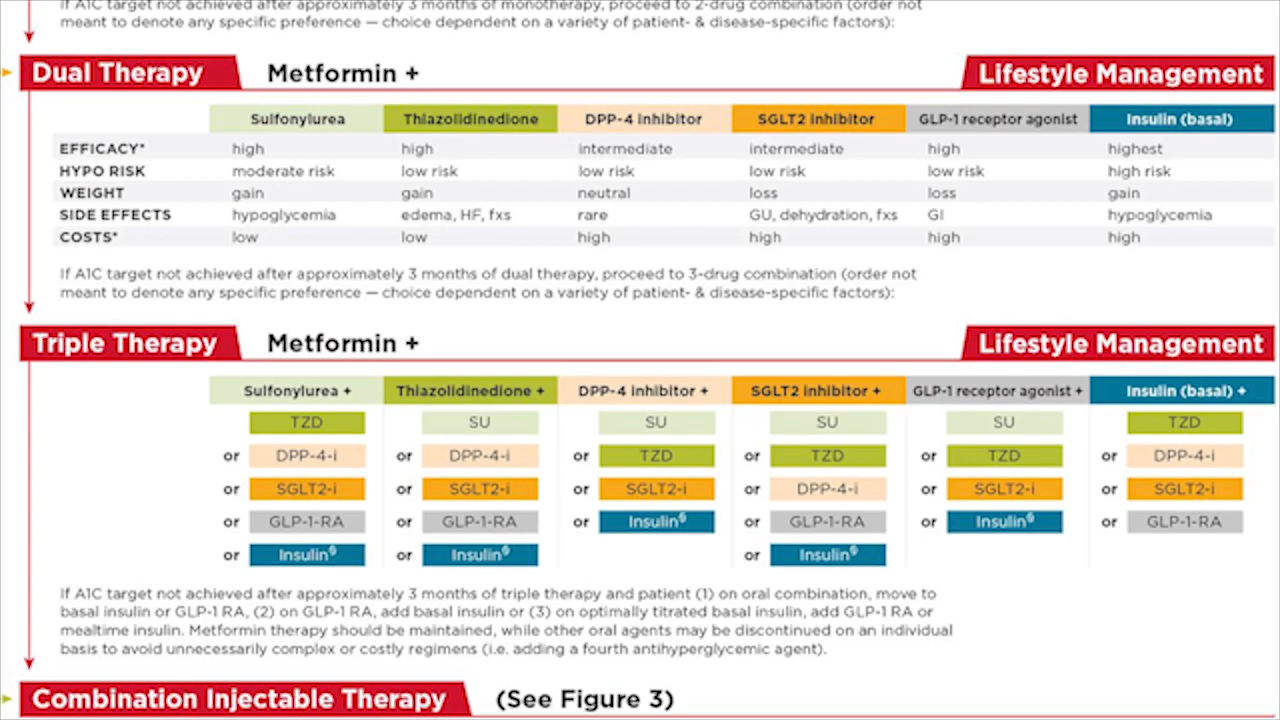 If A1C target not achieved after approximately 3 months of monotherapy, proceed to 2-drug combination (order not
meant to denote any specific preference — choice dependent on a variety of patient- & disease-specific factors):
Dual Therapy Metformin + Lifestyle Management
Sulfonylurea Thiazolidinedione DPP-4 inhibitor SGLT2 inhibitor GLP-1 receptor agonist Insulin (basal)
EFFICACY* high high intermediate intermediate high highest
HYPO RISK moderate risk low risk low risk low risk low risk high risk
WEIGHT gain gain neutral loss loss gain
SIDE EFFECTS hypoglycemia edema, HF, fxs rare GU, dehydration, fxs GI hypoglycemia
COSTS* low low high high high high
If A1C target not achieved after approximately 3 months of dual therapy, proceed to 3-drug combination (order not
meant to denote any specific preference — choice dependent on a variety of patient- & disease-specific factors):
Triple Therapy Metformin + Lifestyle Management
Sulfonylurea + Thiazolidinedione + DPP-4 inhibitor + SGLT2 inhibitor + GLP-1 receptor agonist + Insulin (basal) +
TZD SU SU SU SU TZD
or DPP-4-i or DPP-4-i or TZD or TZD or TZD or DPP-4-i
or SGLT2-i or SGLT2-i or SGLT2-i or DPP-4-i or SGLT2-i or SGLT2-i
or GLP-1-RA or GLP-1-RA or Insulin§ or GLP-1-RA or Insulin§ or GLP-1-RA
or Insulin§ or Insulin§ or Insulin§
If A1C target not achieved after approximately 3 months of triple therapy and patient (1) on oral combination, move to
basal insulin or GLP-1 RA, (2) on GLP-1 RA, add basal insulin or (3) on optimally titrated basal insulin, add GLP-1 RA or
mealtime insulin. Metformin therapy should be maintained, while other oral agents may be discontinued on an individual
basis to avoid unnecessarily complex or costly regimens (i.e. adding a fourth antihyperglycemic agent).
Combination Injectable Therapy (See Figure 3)